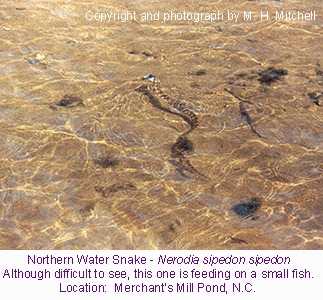 Copyright and photograph by M. H. Mitchell
Northern Water Snake - Nerodia sipedon sipedon
Although difficult to see, this one is feeding on a small fish.
Location:  Merchant's Mill Pond, N.C.